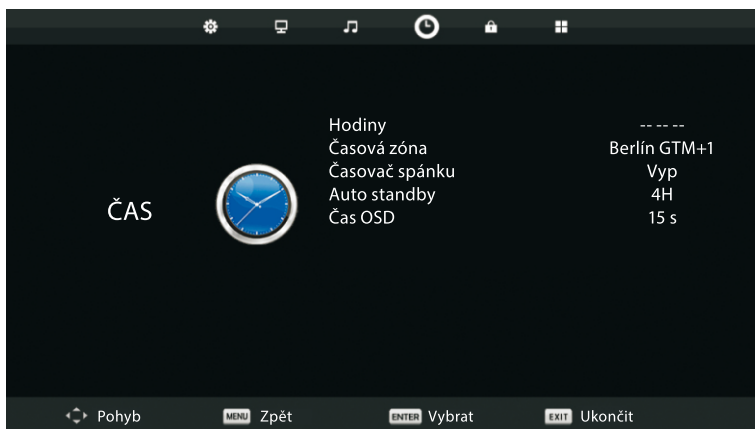 Hodiny -- -- --
Časová zóna Berlín GTM+1
Časovač spánku Vyp
Auto standby 4H
ČAS
Čas OSD 15 s
Pohyb MENU Zpět ENTER Vybrat EXIT Ukončit